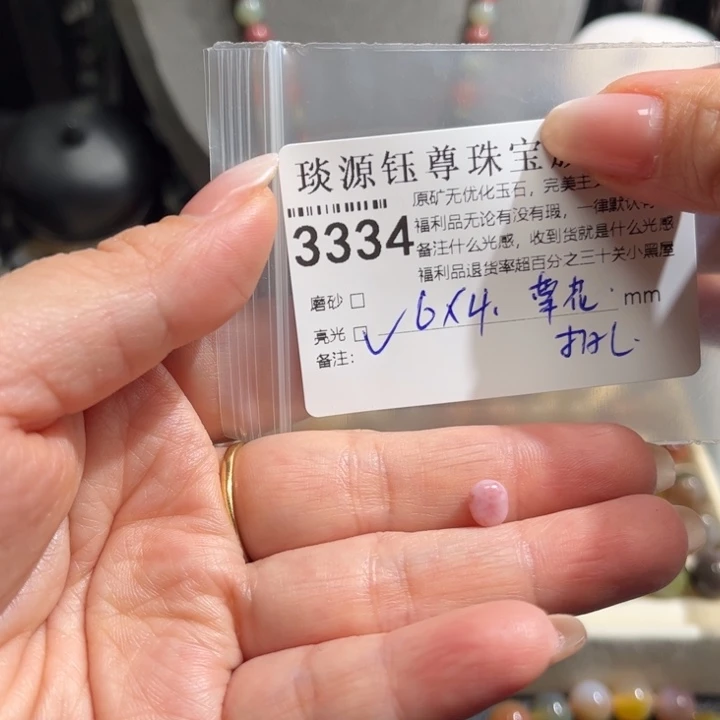 琰源钰尊珠宝
原矿无优化玉石，完美主
3334
福利品无论有没有瑕，一律默认
备注什么光感，收到货就是什么光感
福利品退货率超百分之三十关小黑屋
磨砂 □
亮光 □ ✓ 6×4. 花. mm
备注：打孔.